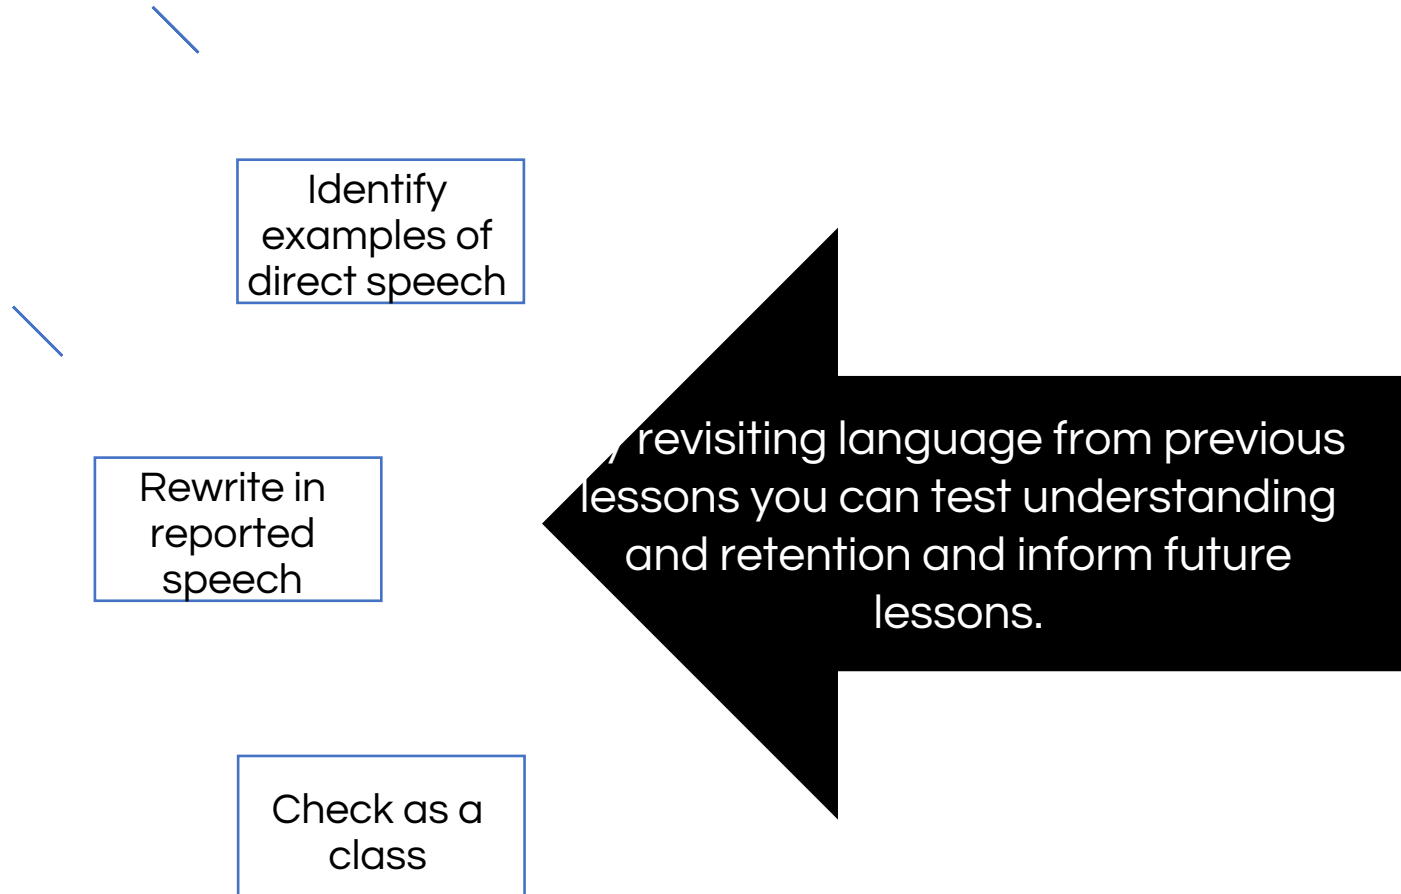 Identify
examples of
direct speech
Rewrite in
reported
speech
Check as a
class
revisiting language from previous
lessons you can test understanding
and retention and inform future
lessons.